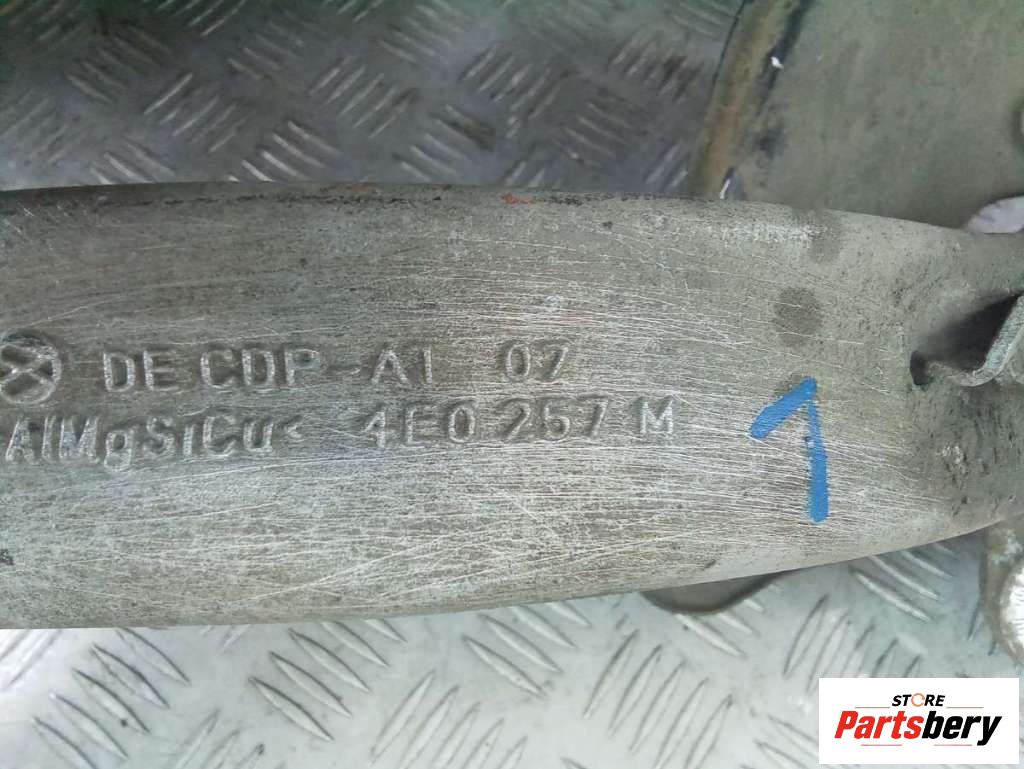 DE CDP-A1 07
AlMgSiCu< 4E0 257 M
1
STORE
Partsbery